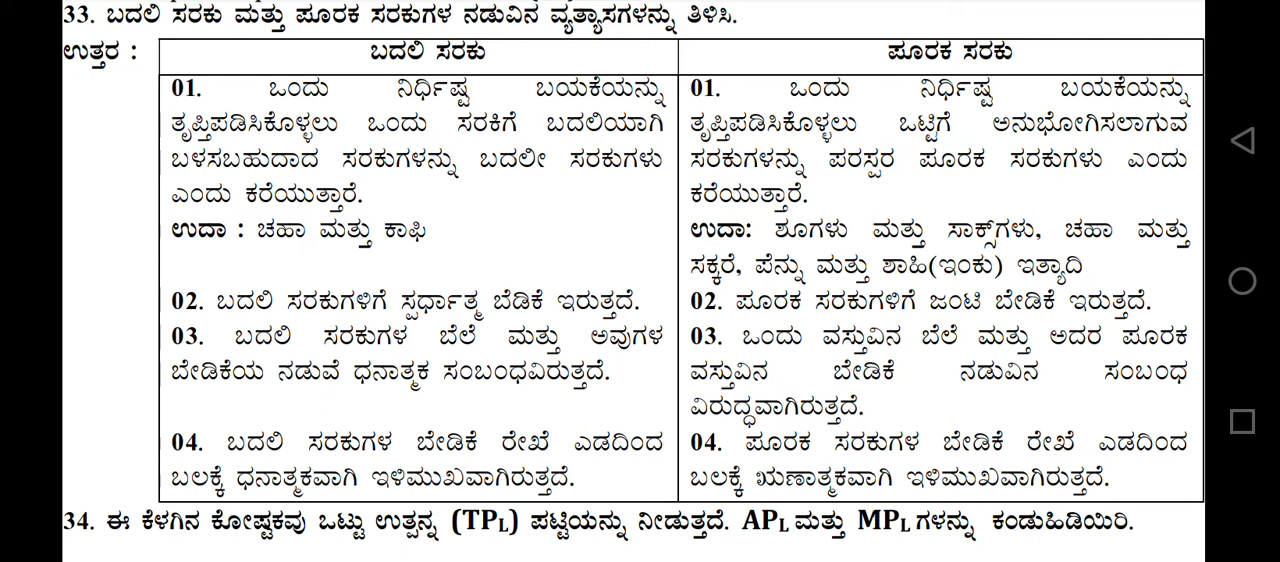 33. ಬದಲಿ ಸರಕು ಮತ್ತು ಪೂರಕ ಸರಕುಗಳ ನಡುವಿನ ವ್ಯತ್ಯಾಸಗಳನ್ನು ತಿಳಿಸಿ.
ಉತ್ತರ :
ಬದಲಿ ಸರಕು
01. ಒಂದು ನಿರ್ಧಿಷ್ಟ ಬಯಕೆಯನ್ನು
ತೃಪ್ತಿಪಡಿಸಿಕೊಳ್ಳಲು ಒಂದು ಸರಕಿಗೆ ಬದಲಿಯಾಗಿ
ಬಳಸಬಹುದಾದ ಸರಕುಗಳನ್ನು ಬದಲೀ ಸರಕುಗಳು
ಎಂದು ಕರೆಯುತ್ತಾರೆ.
ಉದಾ : ಚಹಾ ಮತ್ತು ಕಾಫಿ
02. ಬದಲಿ ಸರಕುಗಳಿಗೆ ಸ್ಪರ್ಧಾತ್ಮ ಬೆಡಿಕೆ ಇರುತ್ತದೆ.
03. ಬದಲಿ ಸರಕುಗಳ ಬೆಲೆ ಮತ್ತು ಅವುಗಳ
ಬೇಡಿಕೆಯ ನಡುವೆ ಧನಾತ್ಮಕ ಸಂಬಂಧವಿರುತ್ತದೆ.
04. ಬದಲಿ ಸರಕುಗಳ ಬೇಡಿಕೆ ರೇಖೆ ಎಡದಿಂದ
ಬಲಕ್ಕೆ ಧನಾತ್ಮಕವಾಗಿ ಇಳಿಮುಖವಾಗಿರುತ್ತದೆ.
ಪೂರಕ ಸರಕು
01. ಒಂದು ನಿರ್ಧಿಷ್ಟ ಬಯಕೆಯನ್ನು
ತೃಪ್ತಿಪಡಿಸಿಕೊಳ್ಳಲು ಒಟ್ಟಿಗೆ ಅನುಭೋಗಿಸಲಾಗುವ
ಸರಕುಗಳನ್ನು ಪರಸ್ಪರ ಪೂರಕ ಸರಕುಗಳು ಎಂದು
ಕರೆಯುತ್ತಾರೆ.
ಉದಾ: ಶೂಗಳು ಮತ್ತು ಸಾಕ್ಸ್‌ಗಳು, ಚಹಾ ಮತ್ತು
ಸಕ್ಕರೆ, ಪೆನ್ನು ಮತ್ತು ಶಾಹಿ(ಇಂಕು) ಇತ್ಯಾದಿ
02. ಪೂರಕ ಸರಕುಗಳಿಗೆ ಜಂಟಿ ಬೇಡಿಕೆ ಇರುತ್ತದೆ.
03. ಒಂದು ವಸ್ತುವಿನ ಬೆಲೆ ಮತ್ತು ಅದರ ಪೂರಕ
ವಸ್ತುವಿನ ಬೇಡಿಕೆ ನಡುವಿನ ಸಂಬಂಧ
ವಿರುದ್ಧವಾಗಿರುತ್ತದೆ.
04. ಪೂರಕ ಸರಕುಗಳ ಬೇಡಿಕೆ ರೇಖೆ ಎಡದಿಂದ
ಬಲಕ್ಕೆ ಋಣಾತ್ಮಕವಾಗಿ ಇಳಿಮುಖವಾಗಿರುತ್ತದೆ.
34. ಈ ಕೆಳಗಿನ ಕೋಷ್ಟಕವು ಒಟ್ಟು ಉತ್ಪನ್ನ (TPL) ಪಟ್ಟಿಯನ್ನು ನೀಡುತ್ತದೆ. APL ಮತ್ತು MPL ಗಳನ್ನು ಕಂಡುಹಿಡಿಯಿರಿ.